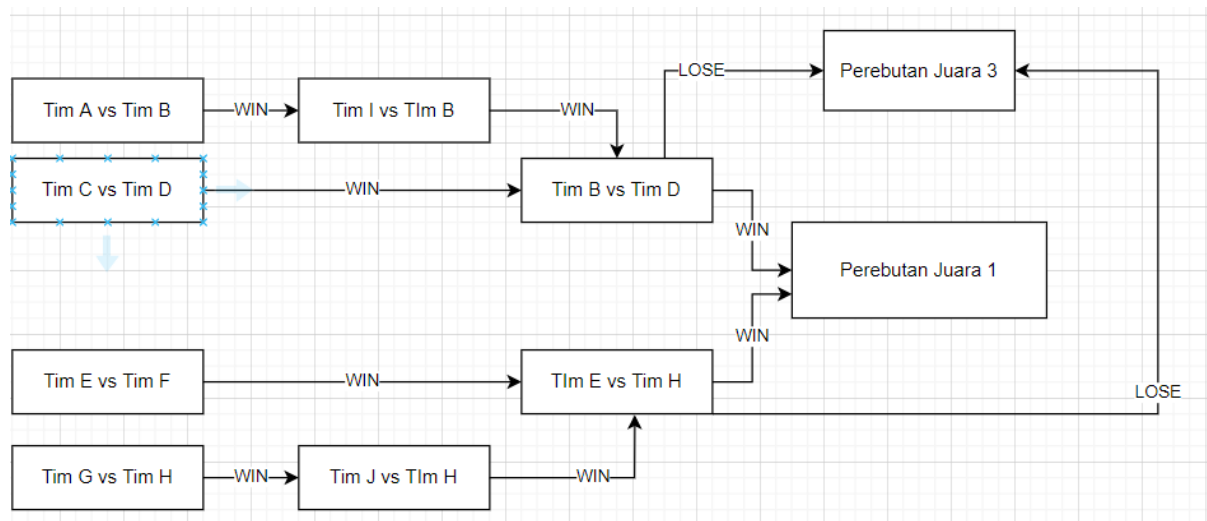 LOSE
Perebutan Juara 3
Tim A vs Tim B
WIN
Tim I vs TIm B
WIN
Tim C vs Tim D
WIN
Tim B vs Tim D
WIN
Perebutan Juara 1
WIN
Tim E vs Tim F
WIN
TIm E vs Tim H
LOSE
Tim G vs Tim H
WIN
Tim J vs TIm H
WIN